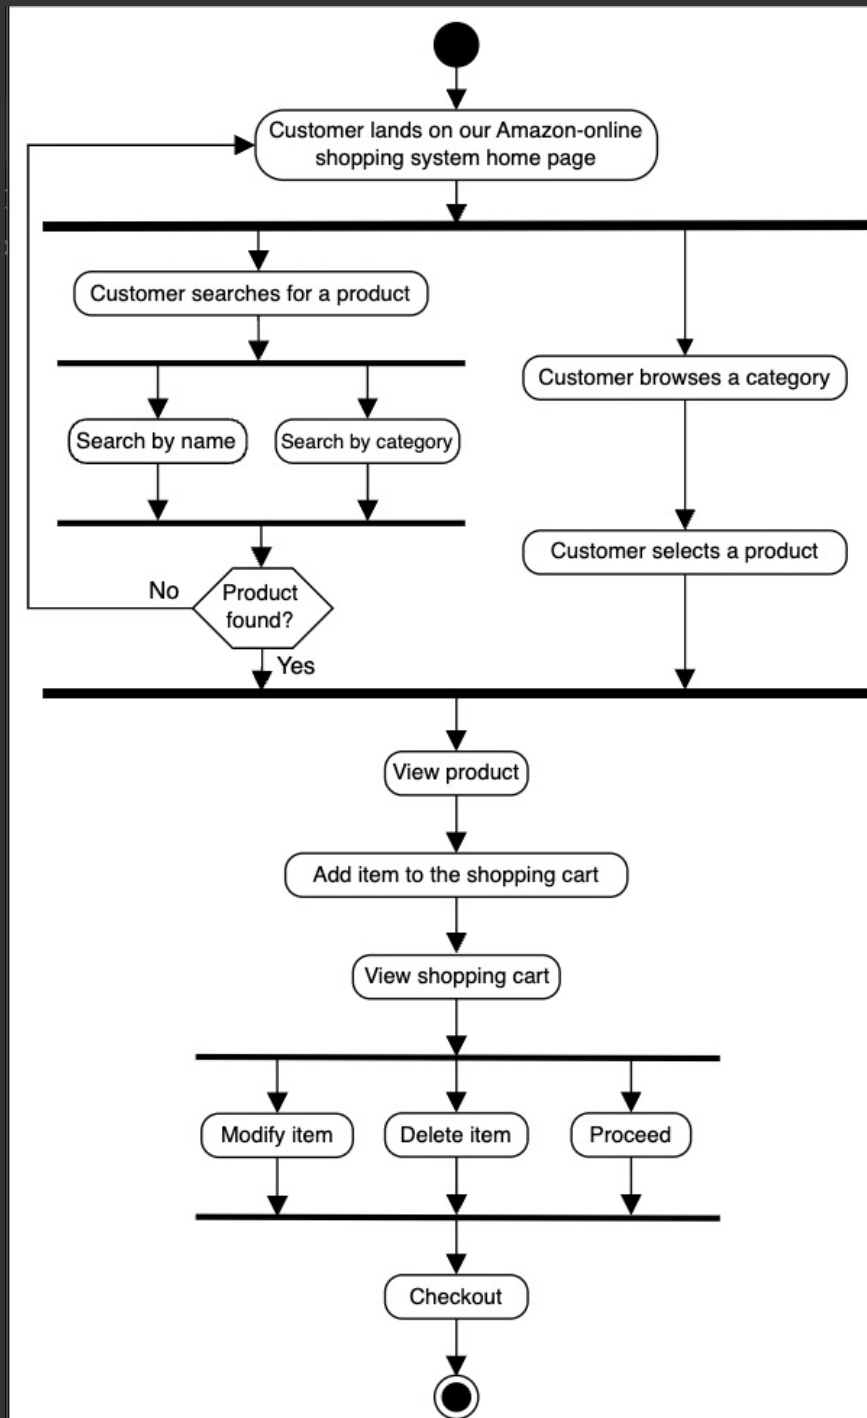 Customer lands on our Amazon-online
shopping system home page
Customer searches for a product
Customer browses a category
Search by name
Search by category
Customer selects a product
No
Product
found?
Yes
View product
Add item to the shopping cart
View shopping cart
Modify item
Delete item
Proceed
Checkout